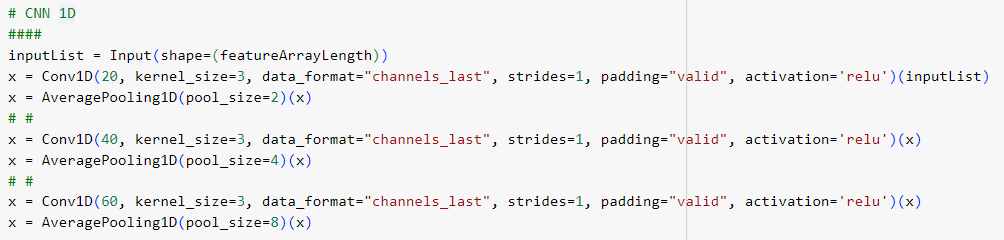 # CNN 1D
####
inputList = Input(shape=(featureArrayLength))
x = Conv1D(20, kernel_size=3, data_format="channels_last", strides=1, padding="valid", activation='relu')(inputList)
x = AveragePooling1D(pool_size=2)(x)
# #
x = Conv1D(40, kernel_size=3, data_format="channels_last", strides=1, padding="valid", activation='relu')(x)
x = AveragePooling1D(pool_size=4)(x)
# #
x = Conv1D(60, kernel_size=3, data_format="channels_last", strides=1, padding="valid", activation='relu')(x)
x = AveragePooling1D(pool_size=8)(x)